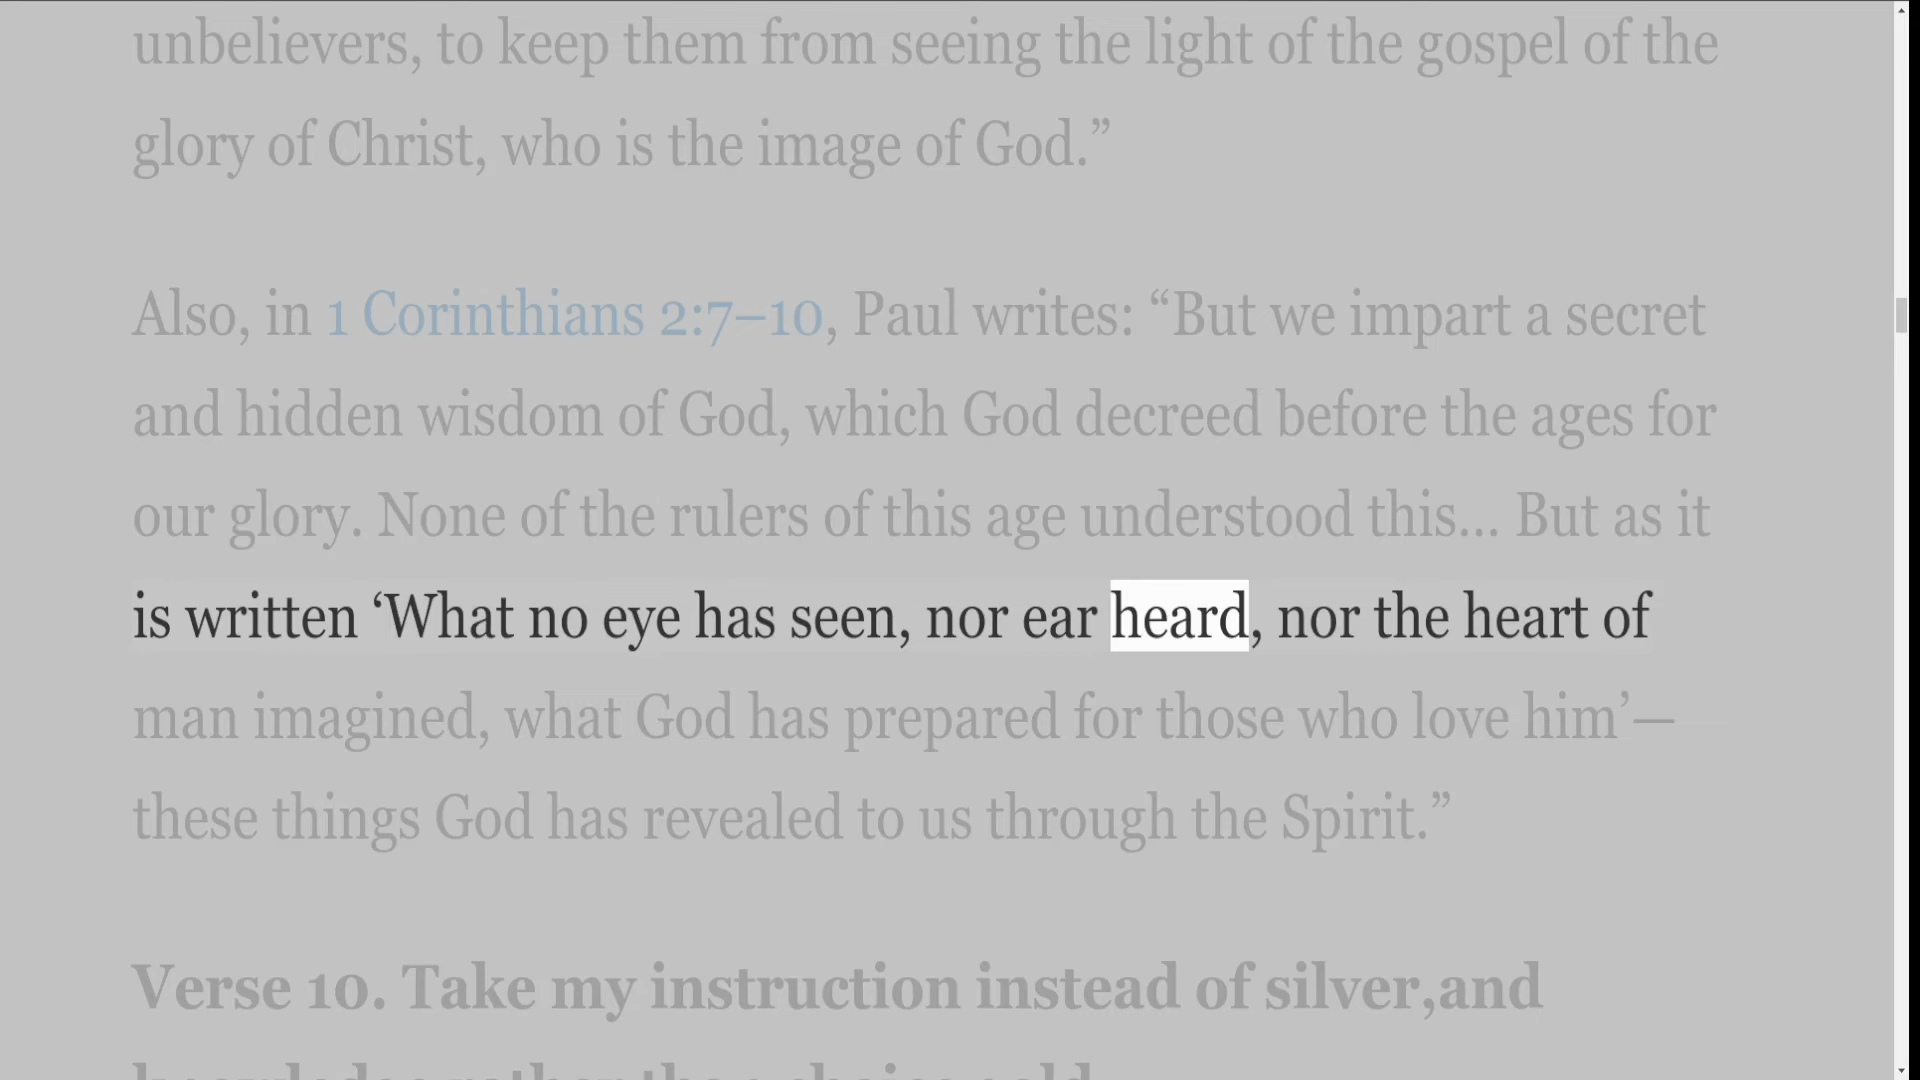 unbelievers, to keep them from seeing the light of the gospel of the
glory of Christ, who is the image of God.”
Also, in 1 Corinthians 2:7–10, Paul writes: “But we impart a secret
and hidden wisdom of God, which God decreed before the ages for
our glory. None of the rulers of this age understood this... But as it
is written ‘What no eye has seen, nor ear heard, nor the heart of
man imagined, what God has prepared for those who love him’—
these things God has revealed to us through the Spirit.”
Verse 10. Take my instruction instead of silver,and
knowledge rather than choice gold